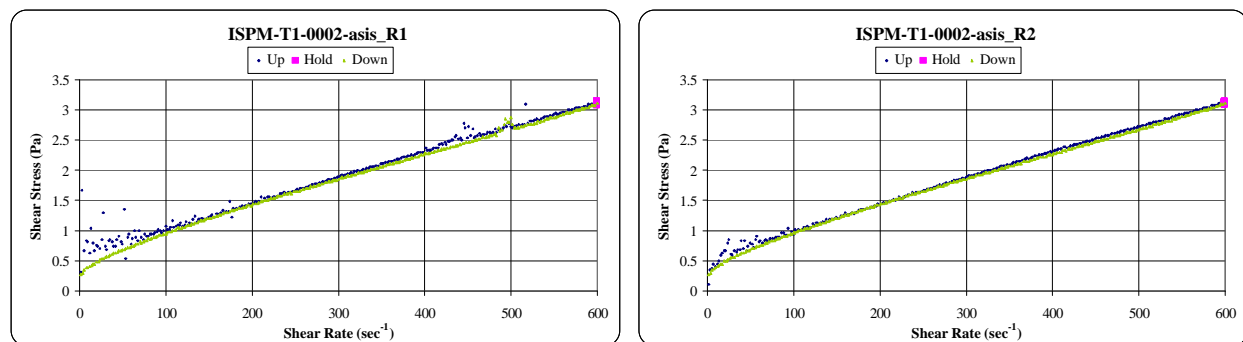 ISPM-T1-0002-asis_R1
Up Hold Down
3.5
3
2.5
2
1.5
1
0.5
0
Shear Stress (Pa)
0 100 200 300 400 500 600
Shear Rate (sec⁻¹)
ISPM-T1-0002-asis_R2
Up Hold Down
3.5
3
2.5
2
1.5
1
0.5
0
Shear Stress (Pa)
0 100 200 300 400 500 600
Shear Rate (sec⁻¹)